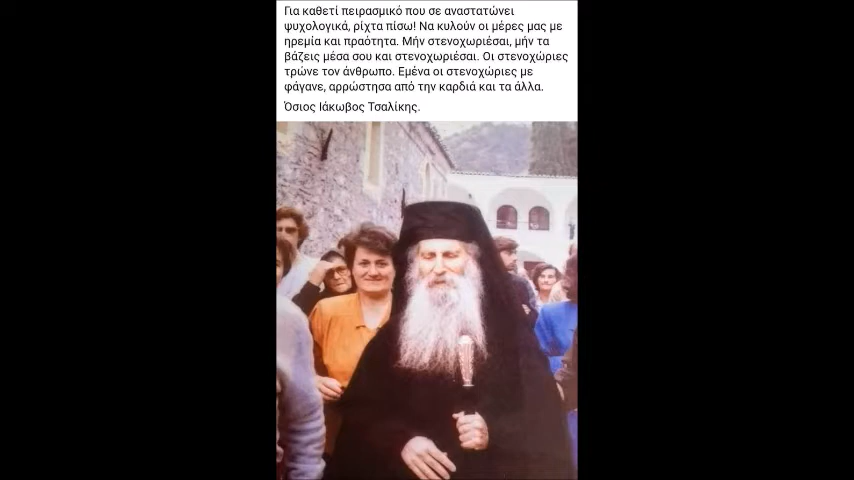 Για καθετί πειρασμικό που σε αναστατώνει
ψυχολογικά, ρίχτα πίσω! Να κυλούν οι μέρες μας με
ηρεμία και πραότητα. Μήν στενοχωριέσαι, μήν τα
βάζεις μέσα σου και στενοχωριέσαι. Οι στενοχώριες
τρώνε τον άνθρωπο. Εμένα οι στενοχώριες με
φάγανε, αρρώστησα από την καρδιά και τα άλλα.
Όσιος Ιάκωβος Τσαλίκης.